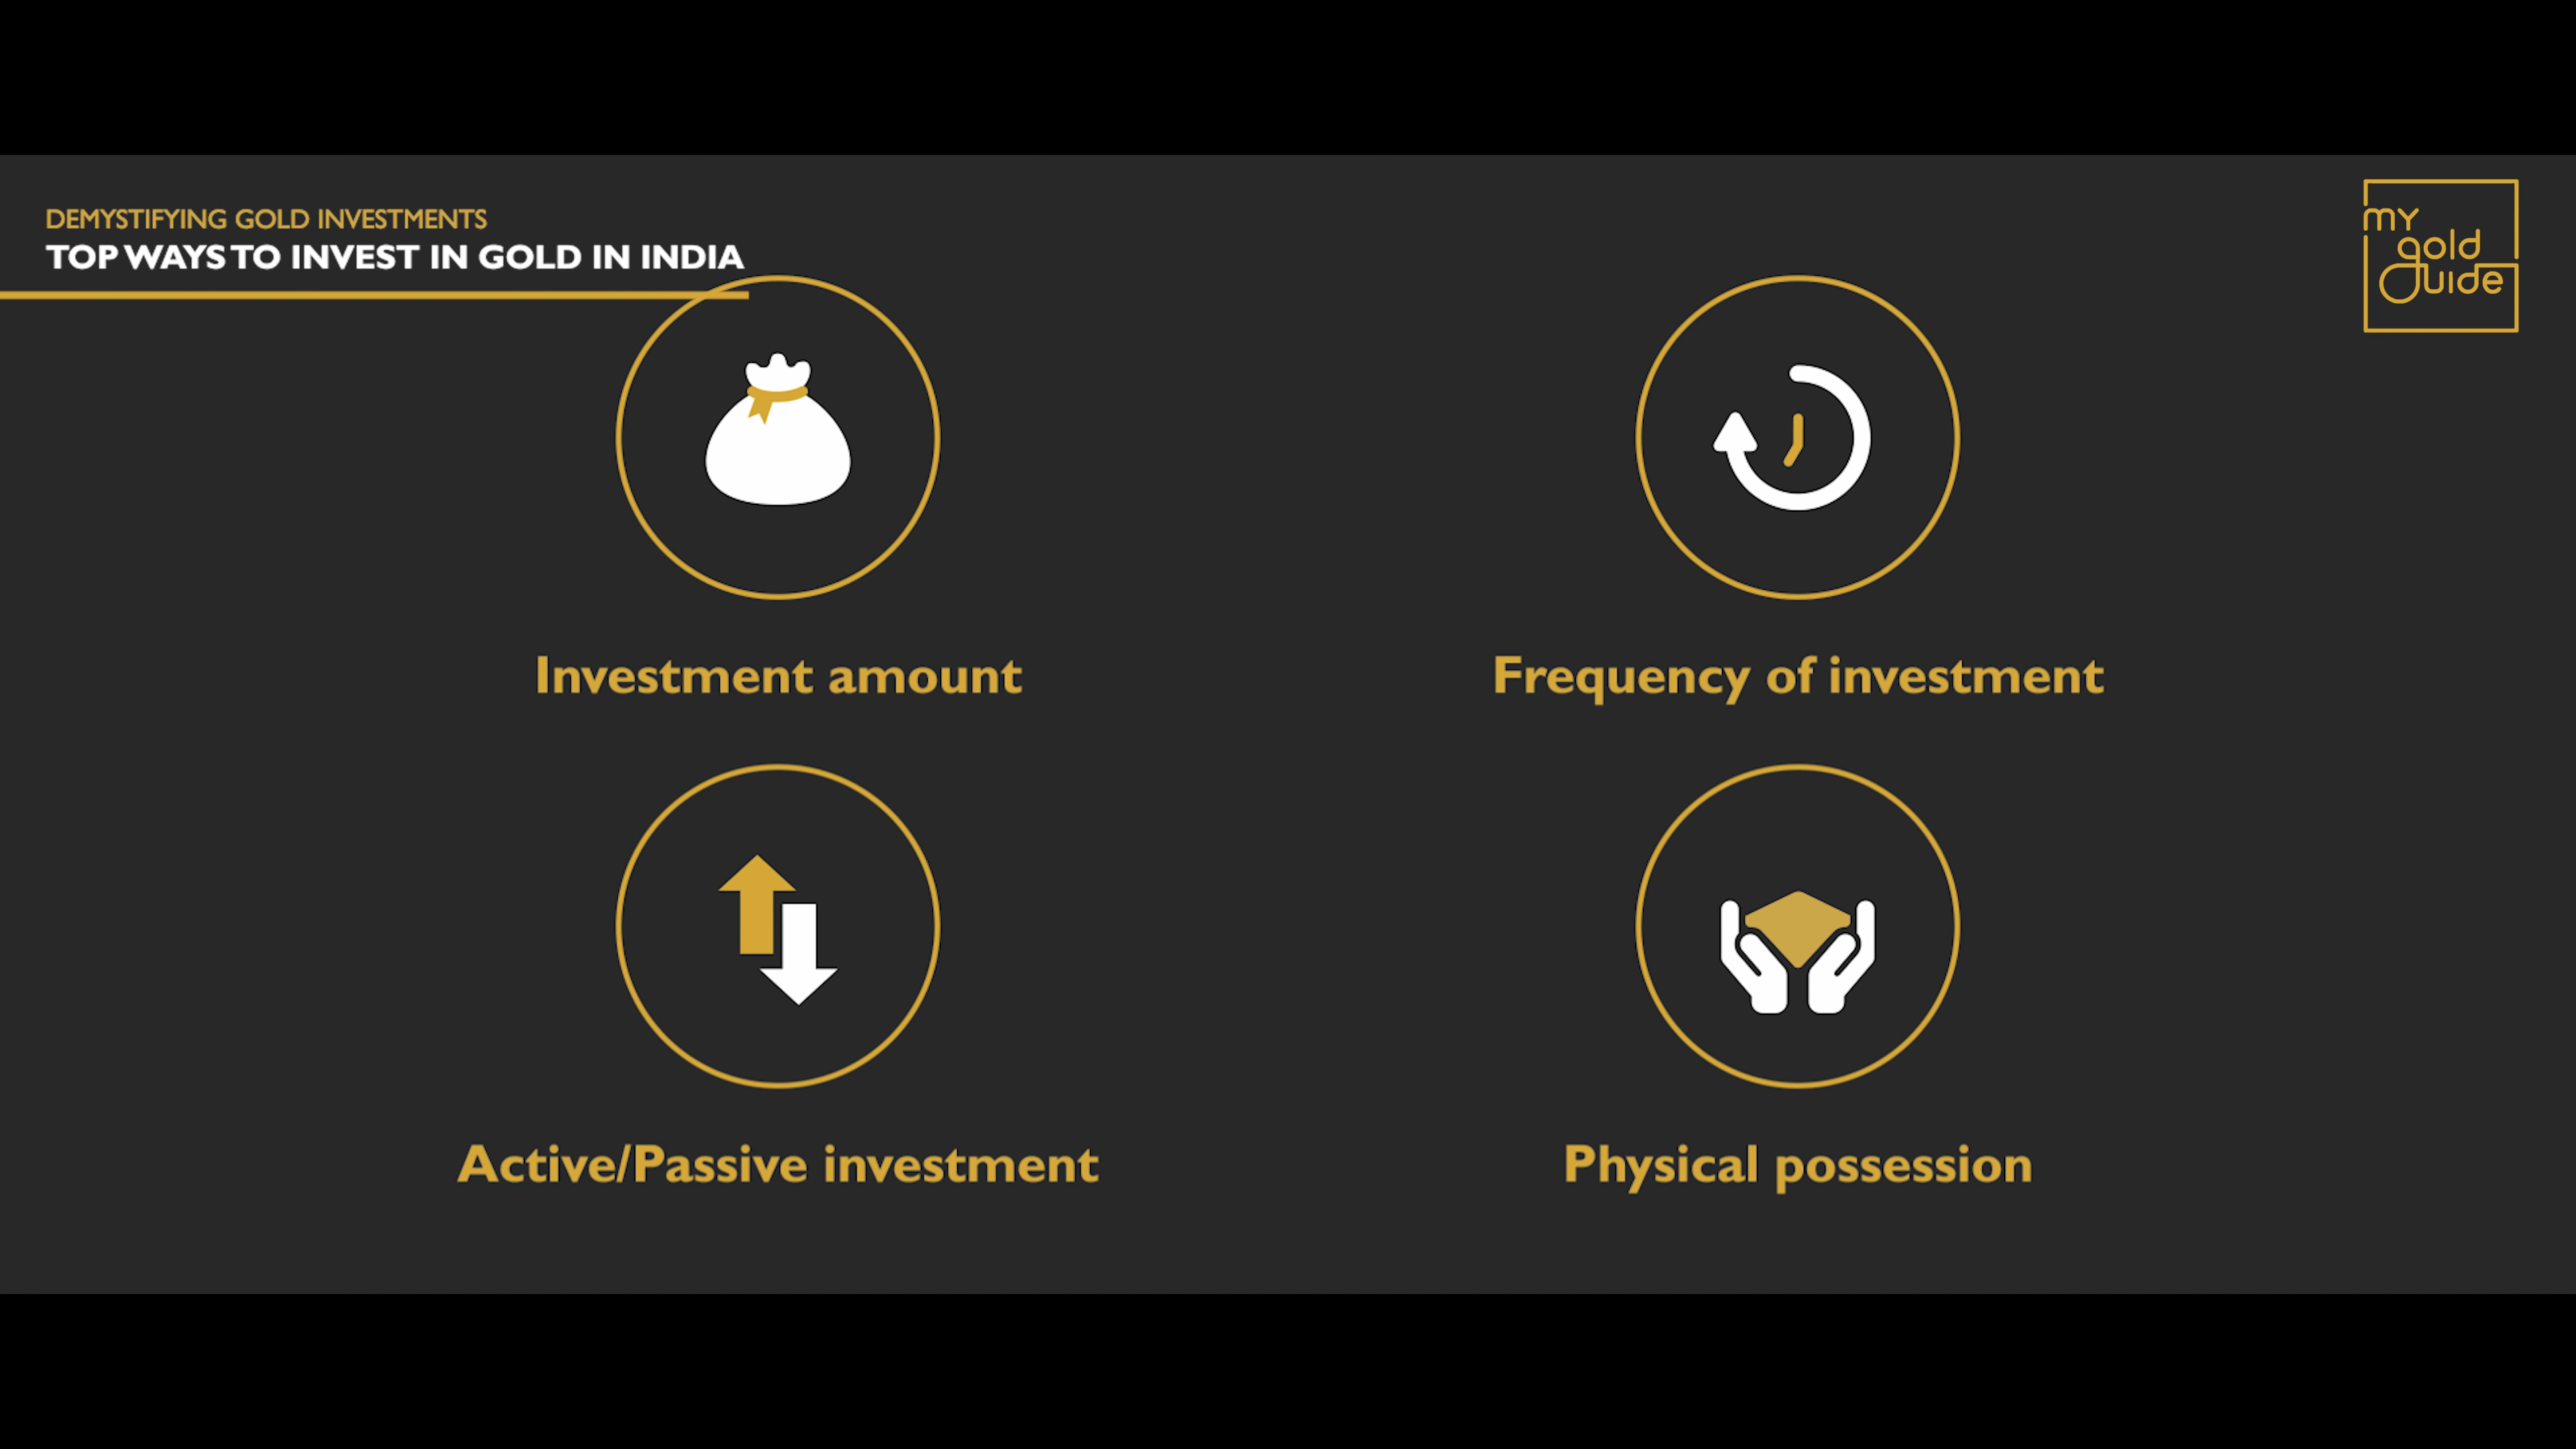 DEMYSTIFYING GOLD INVESTMENTS
TOP WAYS TO INVEST IN GOLD IN INDIA
my
gold
guide
Investment amount
Frequency of investment
Active/Passive investment
Physical possession